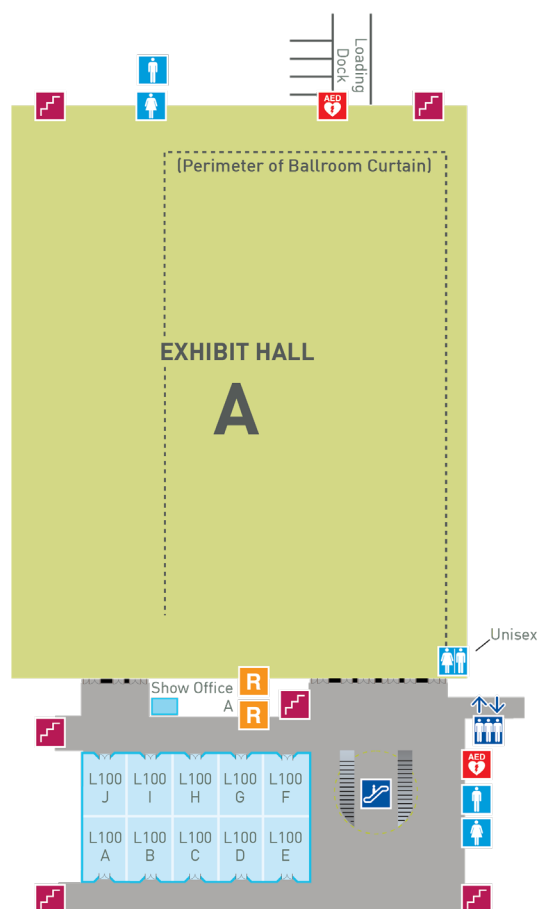 Loading
Dock
AED
(Perimeter of Ballroom Curtain)
EXHIBIT HALL
A
Unisex
Show Office
A
R
R
AED
L100
J
L100
I
L100
H
L100
G
L100
F
L100
A
L100
B
L100
C
L100
D
L100
E